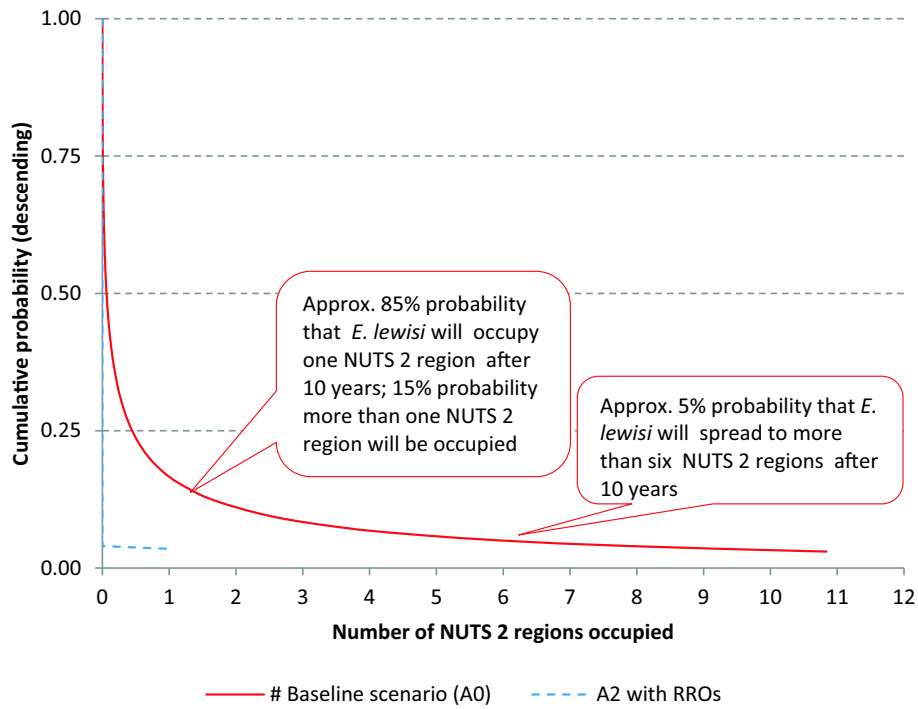 1.00
0.75
0.50
0.25
0.00
Cumulative probability (descending)
Approx. 85% probability
that E. lewisi will occupy
one NUTS 2 region after
10 years; 15% probability
more than one NUTS 2
region will be occupied
Approx. 5% probability that E.
lewisi will spread to more
than six NUTS 2 regions after
10 years
0 1 2 3 4 5 6 7 8 9 10 11 12
Number of NUTS 2 regions occupied
# Baseline scenario (A0) A2 with RROs